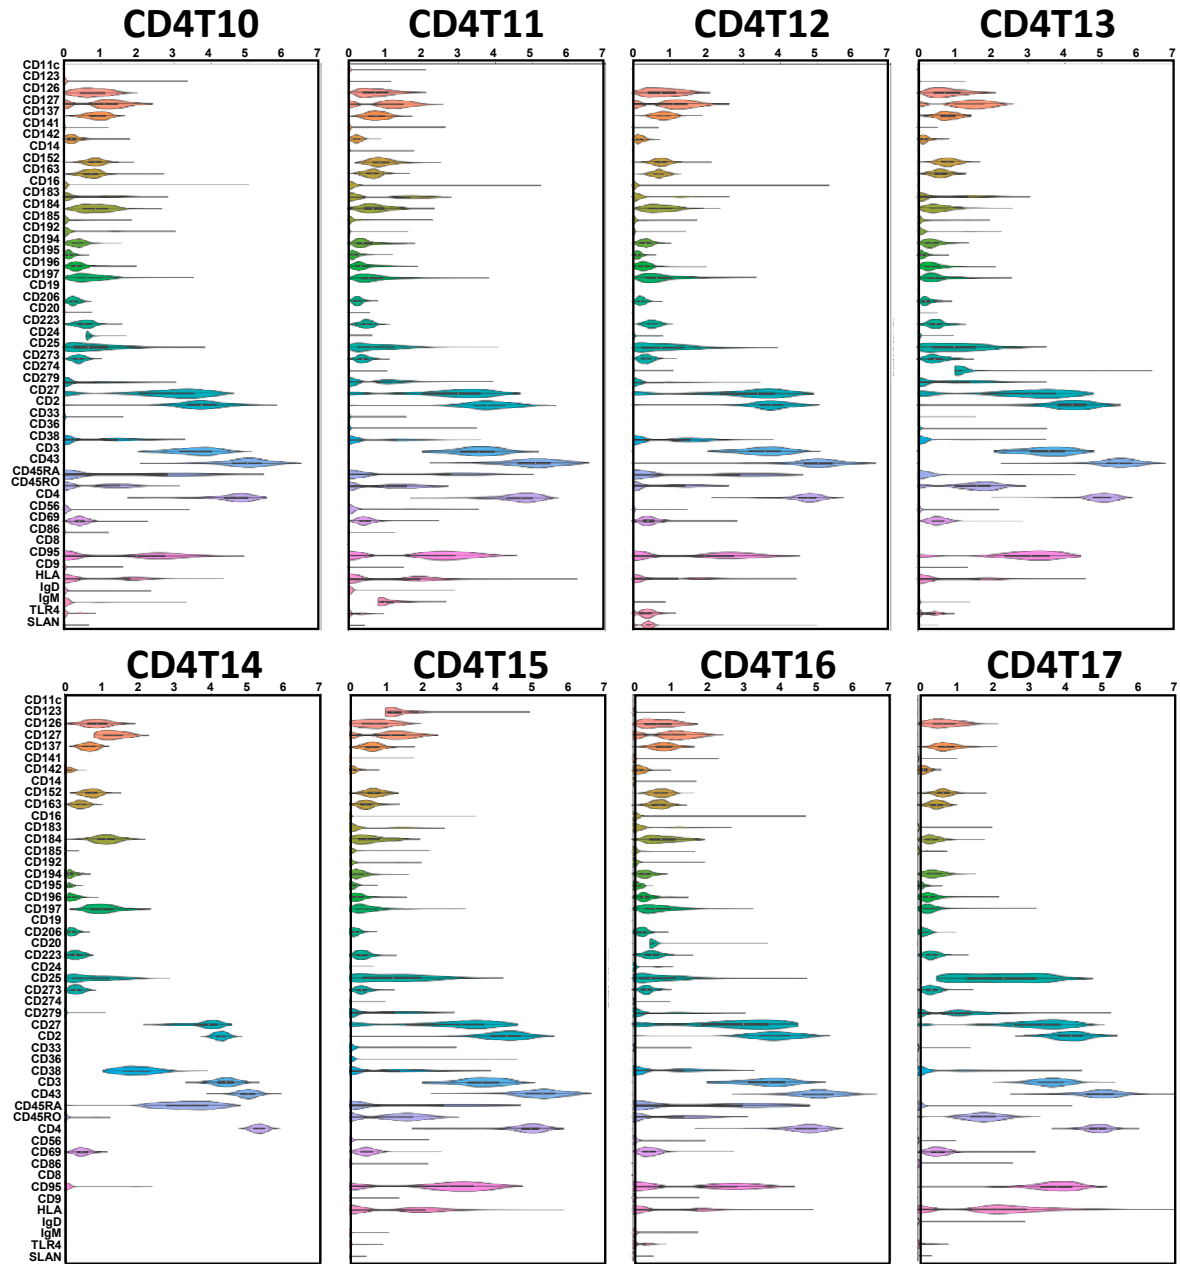 CD4T10 CD4T11 CD4T12 CD4T13
0 1 2 3 4 5 6 7 0 1 2 3 4 5 6 7 0 1 2 3 4 5 6 7 0 1 2 3 4 5 6 7
CD11c
CD123
CD126
CD127
CD137
CD141
CD142
CD14
CD152
CD163
CD16
CD183
CD184
CD185
CD192
CD194
CD195
CD196
CD197
CD19
CD206
CD20
CD223
CD24
CD25
CD273
CD274
CD279
CD27
CD2
CD33
CD36
CD38
CD3
CD43
CD45RA
CD45RO
CD4
CD56
CD69
CD86
CD8
CD95
CD9
HLA
IgD
IgM
TLR4
SLAN
CD4T14 CD4T15 CD4T16 CD4T17
0 1 2 3 4 5 6 7 0 1 2 3 4 5 6 7 0 1 2 3 4 5 6 7 0 1 2 3 4 5 6 7
CD11c
CD123
CD126
CD127
CD137
CD141
CD142
CD14
CD152
CD163
CD16
CD183
CD184
CD185
CD192
CD194
CD195
CD196
CD197
CD19
CD206
CD20
CD223
CD24
CD25
CD273
CD274
CD279
CD27
CD2
CD33
CD36
CD38
CD3
CD43
CD45RA
CD45RO
CD4
CD56
CD69
CD86
CD8
CD95
CD9
HLA
IgD
IgM
TLR4
SLAN